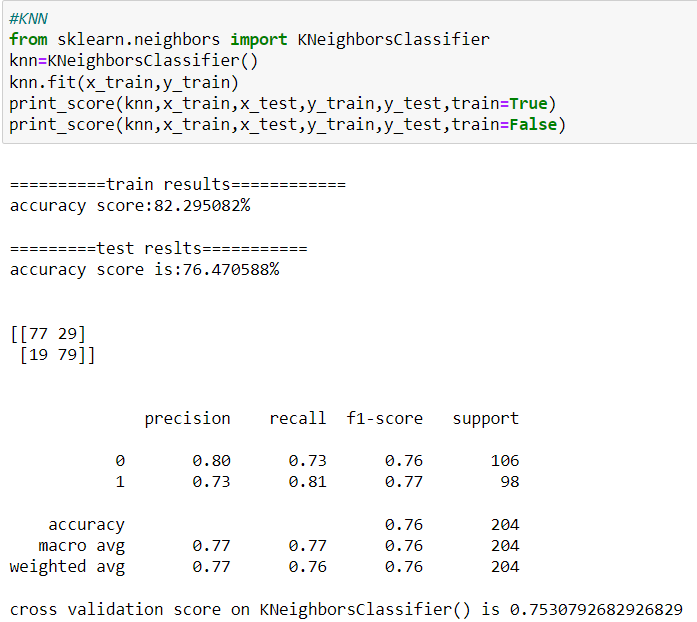 #KNN
from sklearn.neighbors import KNeighborsClassifier
knn=KNeighborsClassifier()
knn.fit(x_train,y_train)
print_score(knn,x_train,x_test,y_train,y_test,train=True)
print_score(knn,x_train,x_test,y_train,y_test,train=False)
==========train results============
accuracy score:82.295082%
=========test reslts===========
accuracy score is:76.470588%
[[77 29]
 [19 79]]
              precision    recall  f1-score   support
           0       0.80      0.73      0.76       106
           1       0.73      0.81      0.77        98
    accuracy                           0.76       204
   macro avg       0.77      0.77      0.76       204
weighted avg       0.77      0.76      0.76       204
cross validation score on KNeighborsClassifier() is 0.7530792682926829